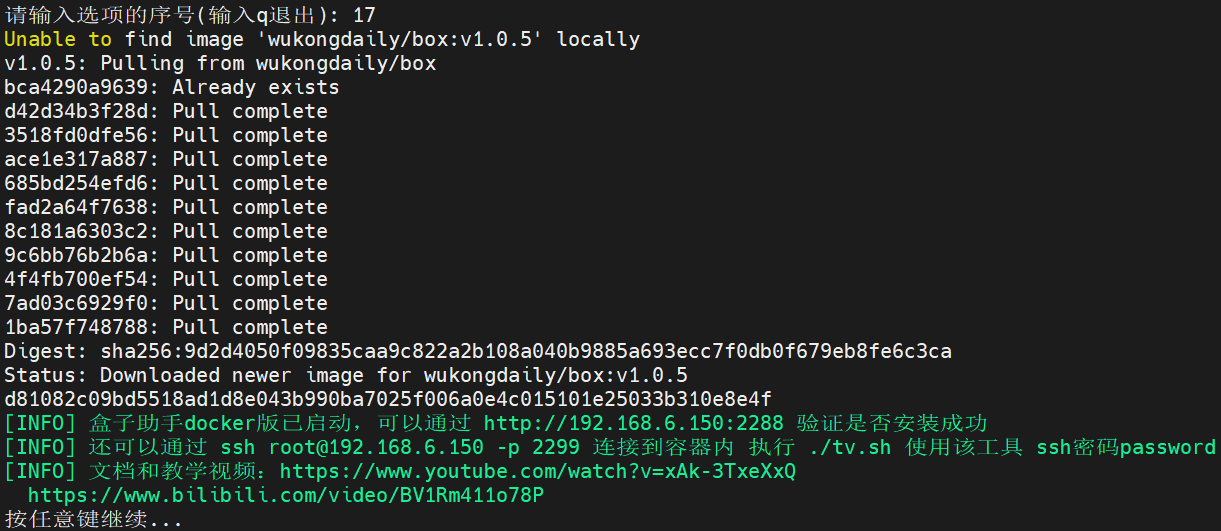 请输入选项的序号(输入q退出): 17
Unable to find image 'wukongdaily/box:v1.0.5' locally
v1.0.5: Pulling from wukongdaily/box
bca4290a9639: Already exists
d42d34b3f28d: Pull complete
3518fd0dfe56: Pull complete
ace1e317a887: Pull complete
685bd254efd6: Pull complete
fad2a64f7638: Pull complete
8c181a6303c2: Pull complete
9c6bb76b2b6a: Pull complete
4f4fb700ef54: Pull complete
7ad03c6929f0: Pull complete
1ba57f748788: Pull complete
Digest: sha256:9d2d4050f09835caa9c822a2b108a040b9885a693ecc7f0db0f679eb8fe6c3ca
Status: Downloaded newer image for wukongdaily/box:v1.0.5
d81082c09bd5518ad1d8e043b990ba7025f006a0e4c015101e25033b310e8e4f
[INFO] 盒子助手docker版已启动，可以通过 http://192.168.6.150:2288 验证是否安装成功
[INFO] 还可以通过 ssh root@192.168.6.150 -p 2299 连接到容器内 执行 ./tv.sh 使用该工具 ssh密码password
[INFO] 文档和教学视频：https://www.youtube.com/watch?v=xAk-3TxeXxQ
https://www.bilibili.com/video/BV1Rm411o78P
按任意键继续...